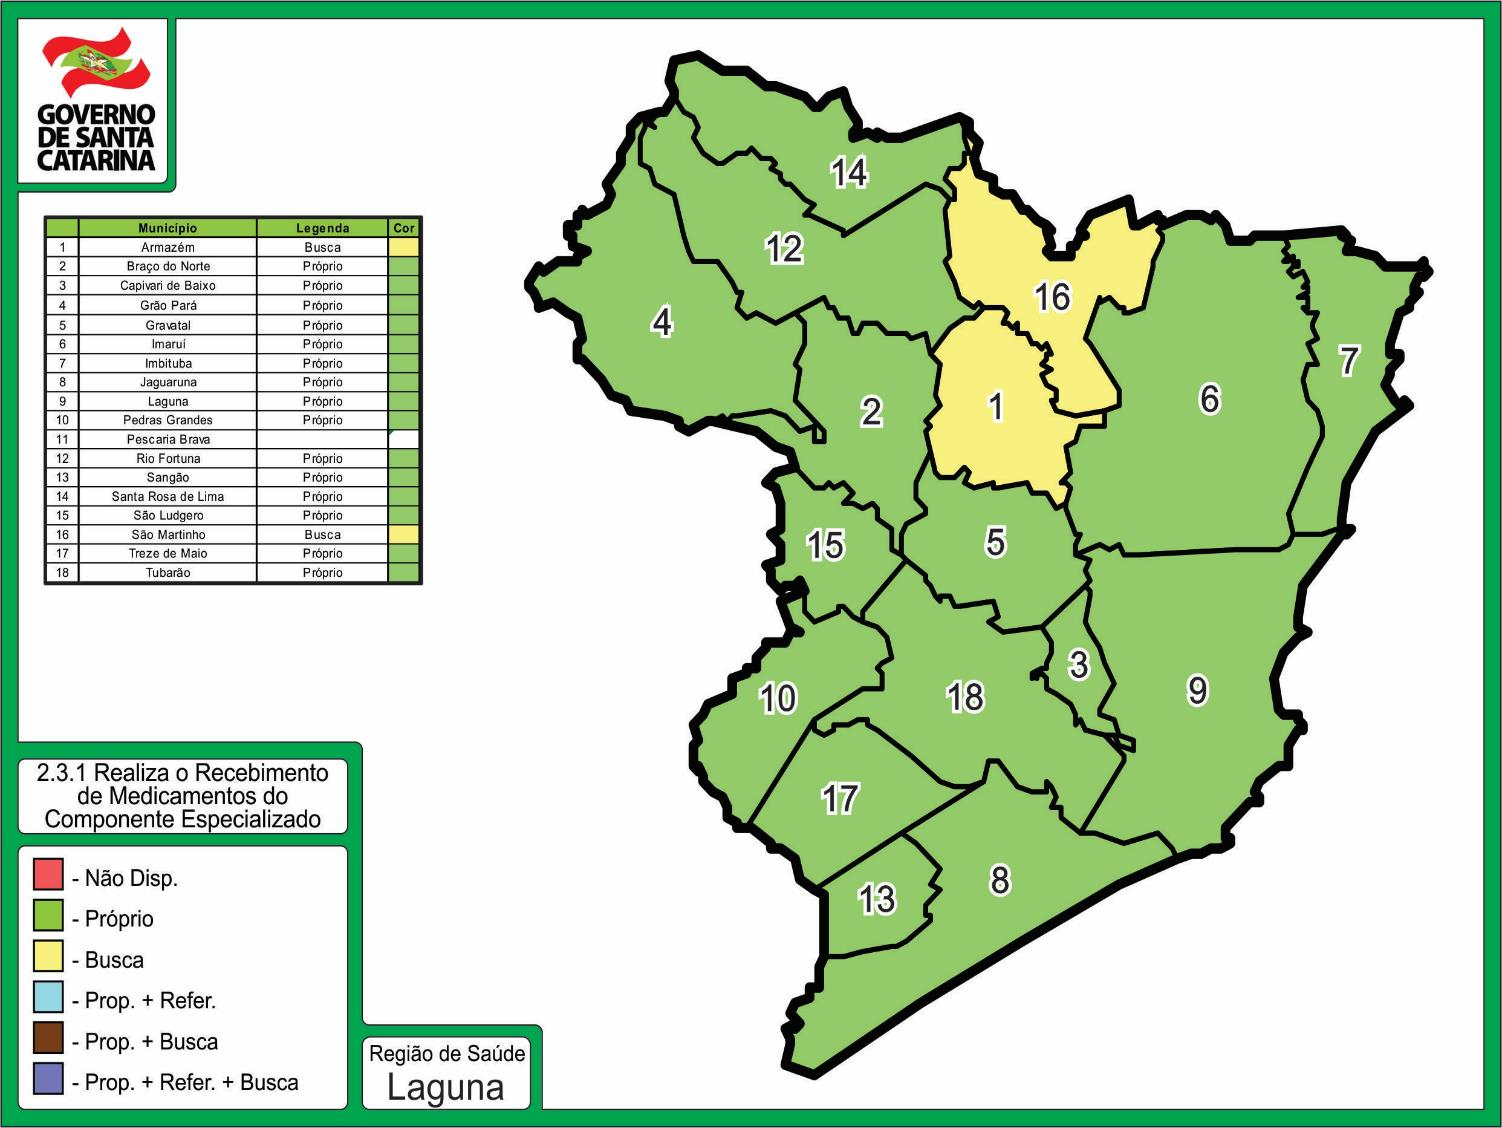 GOVERNO
DE SANTA
CATARINA
Município Legenda Cor
1 Armazém Busca
2 Braço do Norte Próprio
3 Capivari de Baixo Próprio
4 Grão Pará Próprio
5 Gravatal Próprio
6 Imaruí Próprio
7 Imbituba Próprio
8 Jaguaruna Próprio
9 Laguna Próprio
10 Pedras Grandes Próprio
11 Pescaria Brava
12 Rio Fortuna Próprio
13 Sangão Próprio
14 Santa Rosa de Lima Próprio
15 São Ludgero Próprio
16 São Martinho Busca
17 Treze de Maio Próprio
18 Tubarão Próprio
14
12
16
4
7
6
2
1
15
5
3
10
18
9
17
8
13
2.3.1 Realiza o Recebimento
de Medicamentos do
Componente Especializado
- Não Disp.
- Próprio
- Busca
- Prop. + Refer.
- Prop. + Busca
- Prop. + Refer. + Busca
Região de Saúde
Laguna